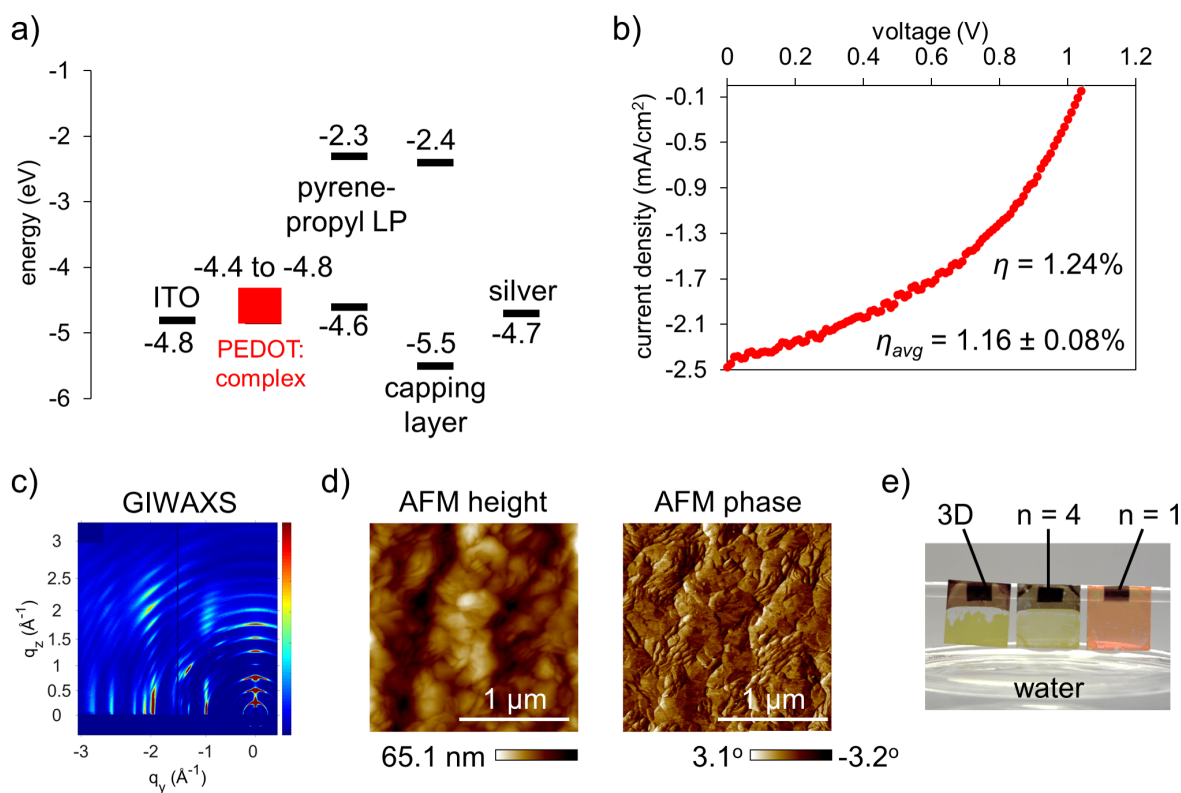 a)
-1
-2
-3
-4
-5
-6
energy (eV)
-2.3
-2.4
pyrene-
propyl LP
-4.4 to -4.8
ITO
-4.8
PEDOT:
complex
-4.6
-5.5
capping
layer
silver
-4.7
b)
voltage (V)
0 0.2 0.4 0.6 0.8 1 1.2
-0.1
-0.5
-0.9
-1.3
-1.7
-2.1
-2.5
current density (mA/cm²)
η = 1.24%
ηavg = 1.16 ± 0.08%
c)
GIWAXS
3
2.5
2
1.5
1
0.5
0
qz (Å-1)
-3 -2 -1 0
qy (Å-1)
d)
AFM height
1 µm
65.1 nm
AFM phase
1 µm
3.1o
-3.2o
e)
3D n = 4 n = 1
water